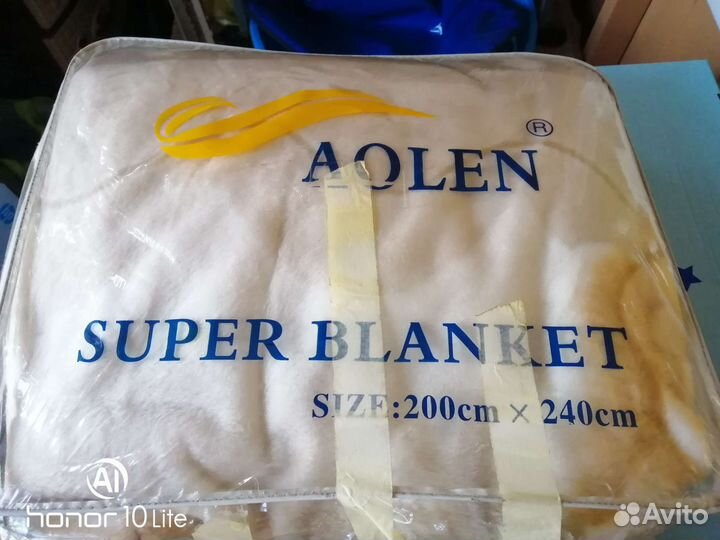 AOLEN ®
SUPER BLANKET
SIZE:200cm × 240cm
AI
honor 10 Lite
Avito